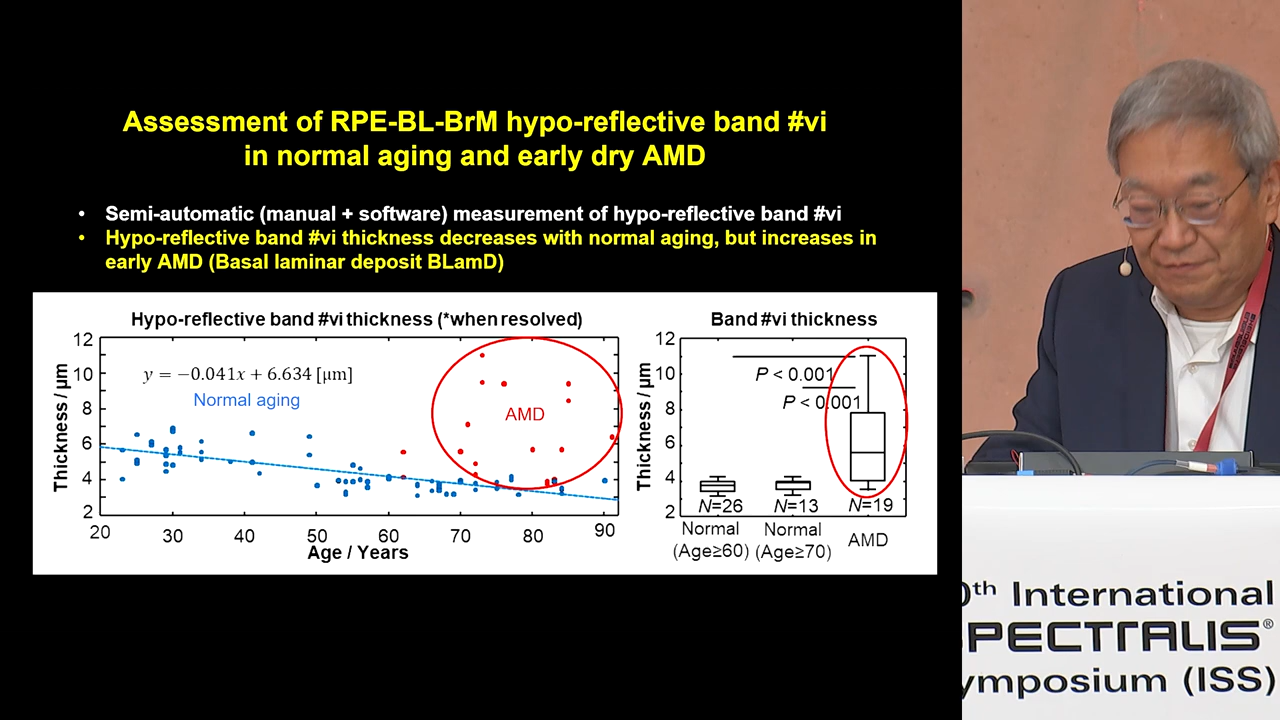 Assessment of RPE-BL-BrM hypo-reflective band #vi
in normal aging and early dry AMD
• Semi-automatic (manual + software) measurement of hypo-reflective band #vi
• Hypo-reflective band #vi thickness decreases with normal aging, but increases in
early AMD (Basal laminar deposit BLamD)
Hypo-reflective band #vi thickness (*when resolved)
y = −0.041x + 6.634 [μm]
Normal aging
AMD
Thickness / μm
12
10
8
6
4
2
20 30 40 50 60 70 80 90
Age / Years
Band #vi thickness
P < 0.001
P < 0.001
Thickness / μm
12
10
8
6
4
2
N=26 N=13 N=19
Normal (Age≥60)
Normal (Age≥70)
AMD
0th International
SPECTRALIS®
ymposium (ISS)